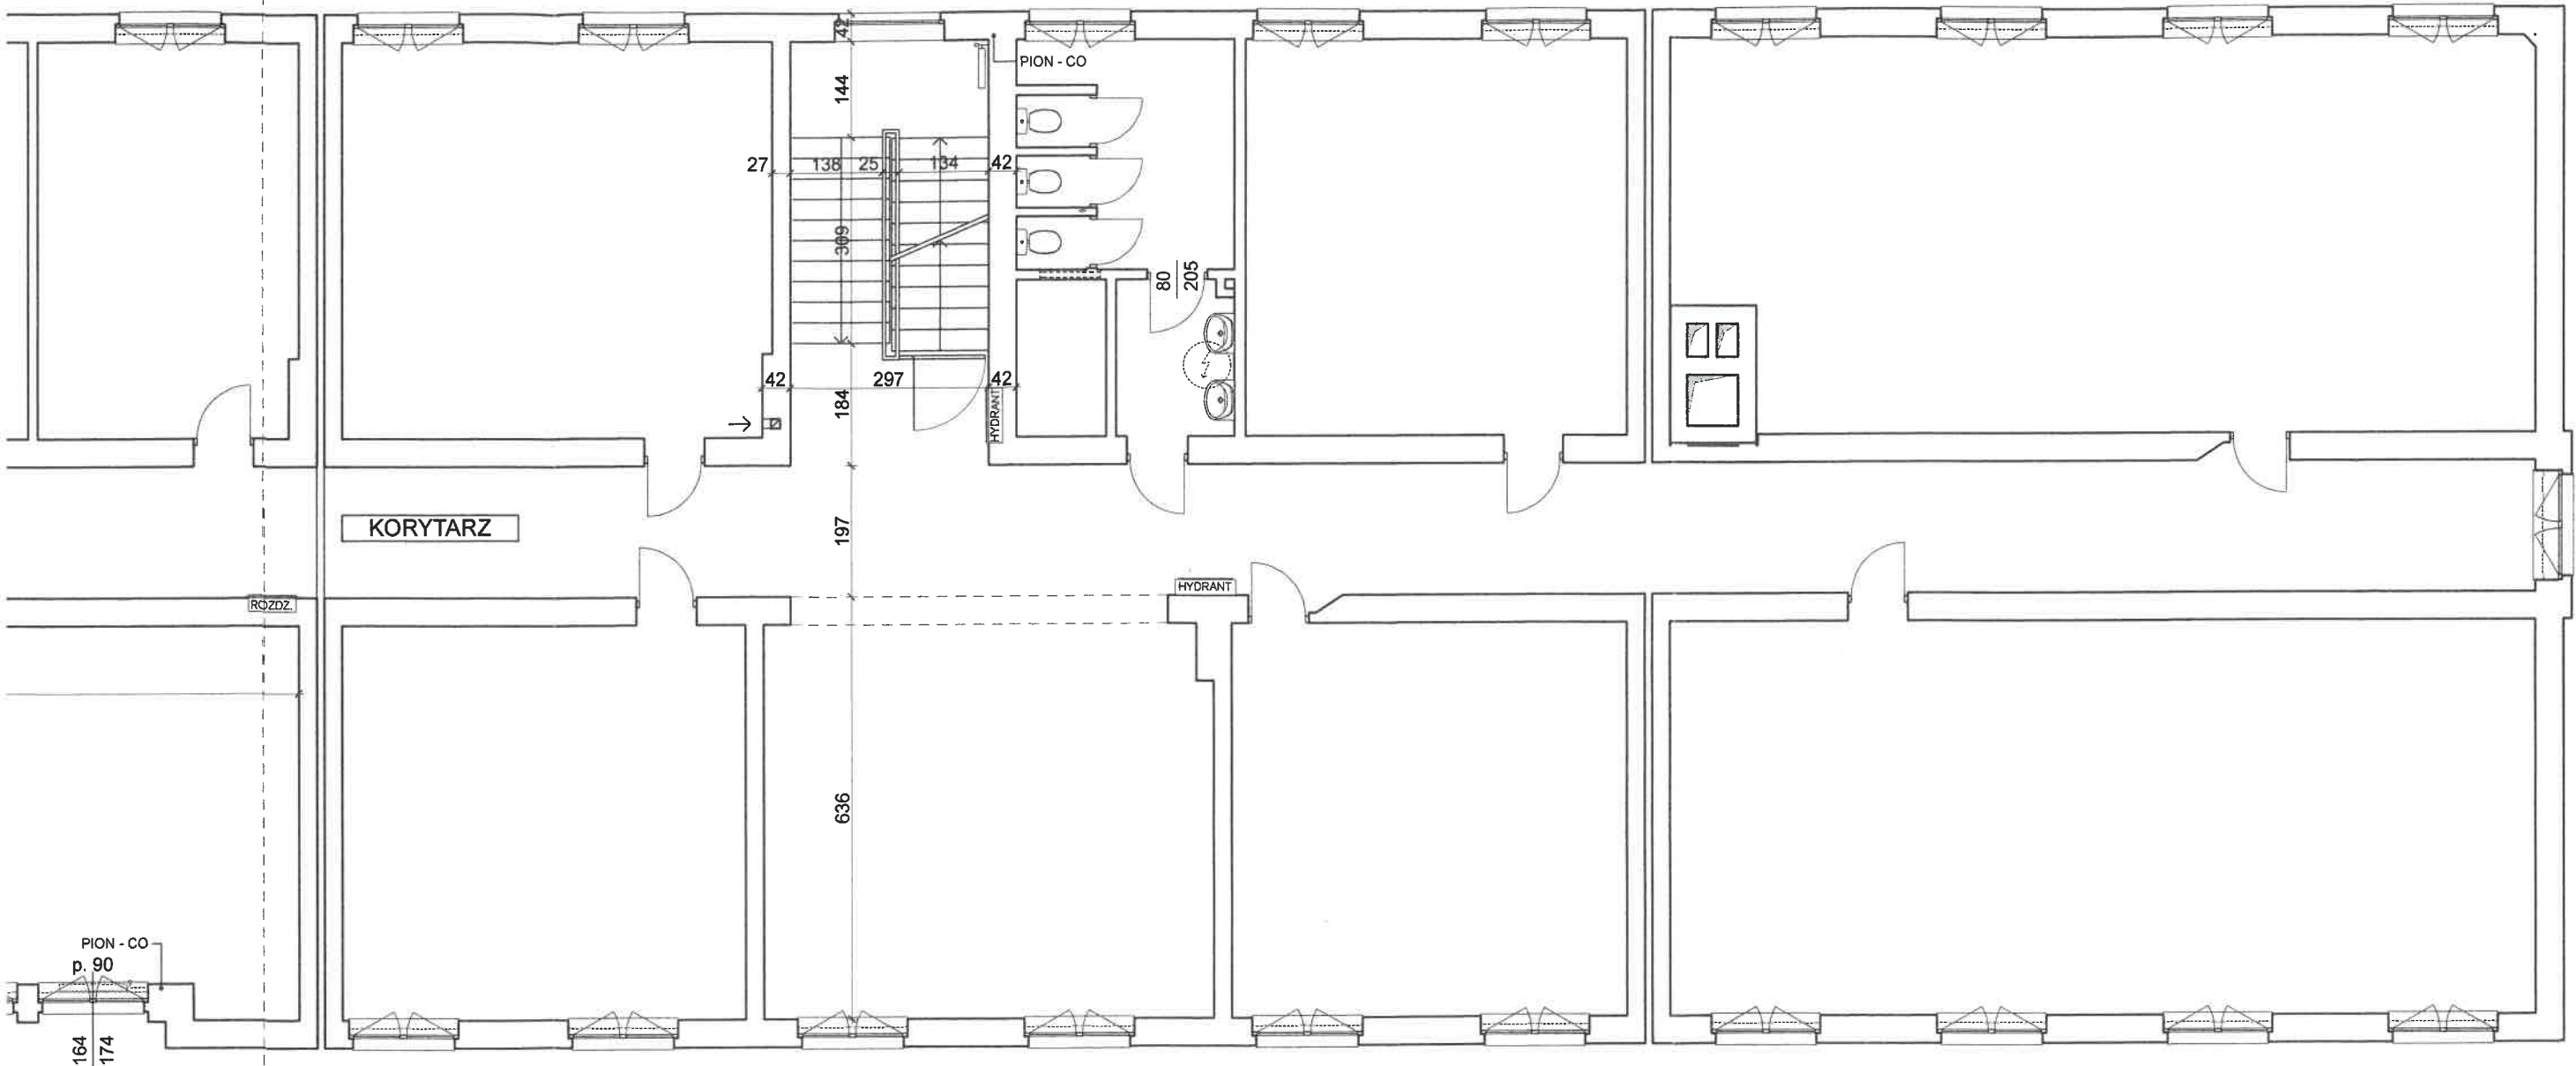 42
PION - CO
144
27
138
25
134
42
309
80
205
42
297
42
184
HYDRANT
KORYTARZ
197
HYDRANT
ROZDZ.
636
PION - CO
p. 90
164
174